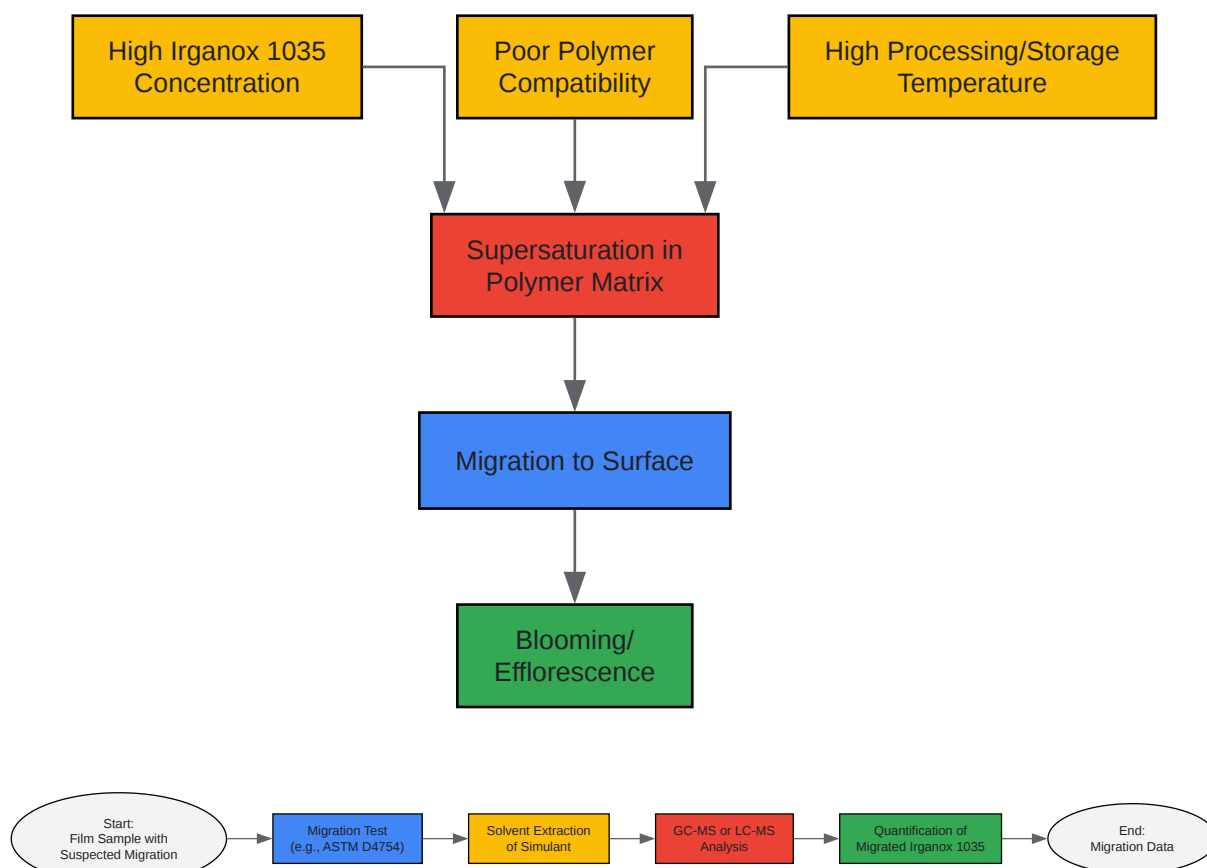 High Irganox 1035
Concentration
Poor Polymer
Compatibility
High Processing/Storage
Temperature
Supersaturation in
Polymer Matrix
Migration to Surface
Blooming/
Efflorescence
Start:
Film Sample with
Suspected Migration
Migration Test
(e.g., ASTM D4754)
Solvent Extraction
of Simulant
GC-MS or LC-MS
Analysis
Quantification of
Migrated Irganox 1035
End:
Migration Data